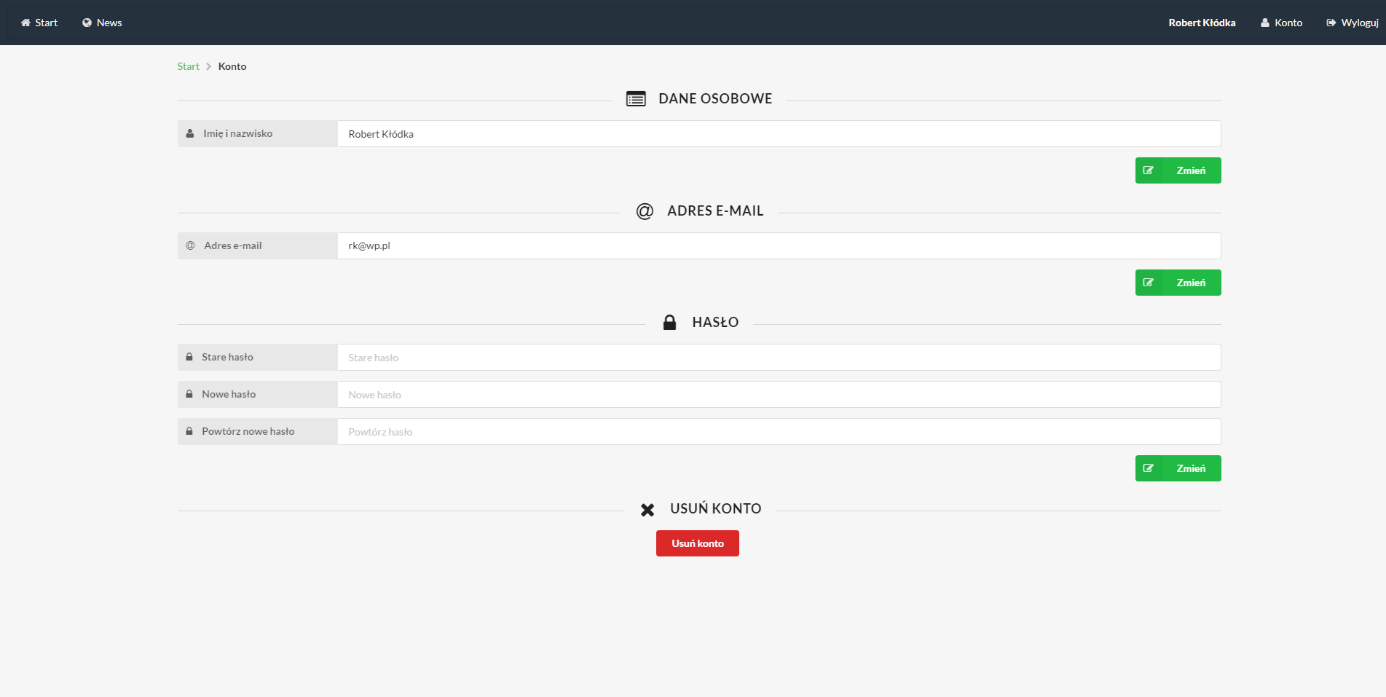 Start News Robert Kłódka Konto Wyloguj
Start Konto
DANE OSOBOWE
Imię i nazwisko Robert Kłódka
Zmień
ADRES E-MAIL
Adres e-mail rk@wp.pl
Zmień
HASŁO
Stare hasło Stare hasło
Nowe hasło Nowe hasło
Powtórz nowe hasło Powtórz hasło
Zmień
USUŃ KONTO
Usuń konto